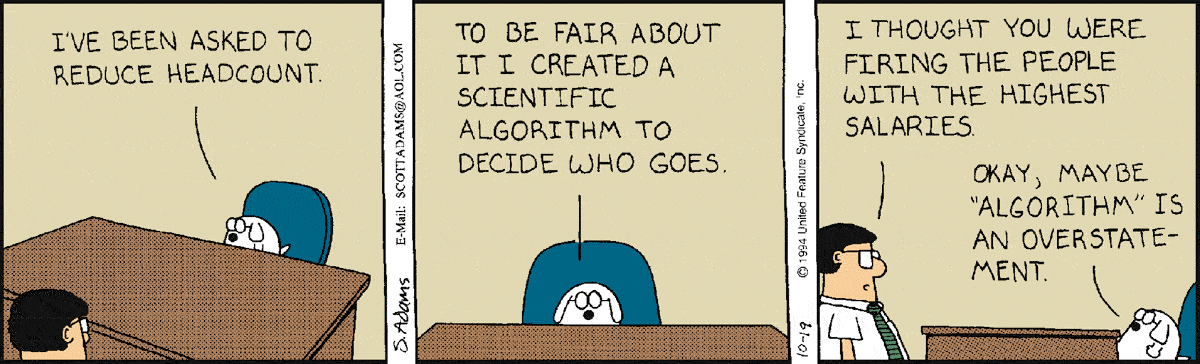 I'VE BEEN ASKED TO
REDUCE HEADCOUNT.
S.Adams
E-Mail: SCOTTADAMS@AOL.COM
TO BE FAIR ABOUT
IT I CREATED A
SCIENTIFIC
ALGORITHM TO
DECIDE WHO GOES.
10-19
© 1994 United Feature Syndicate, Inc.
I THOUGHT YOU WERE
FIRING THE PEOPLE
WITH THE HIGHEST
SALARIES.
OKAY, MAYBE
"ALGORITHM" IS
AN OVERSTATE-
MENT.